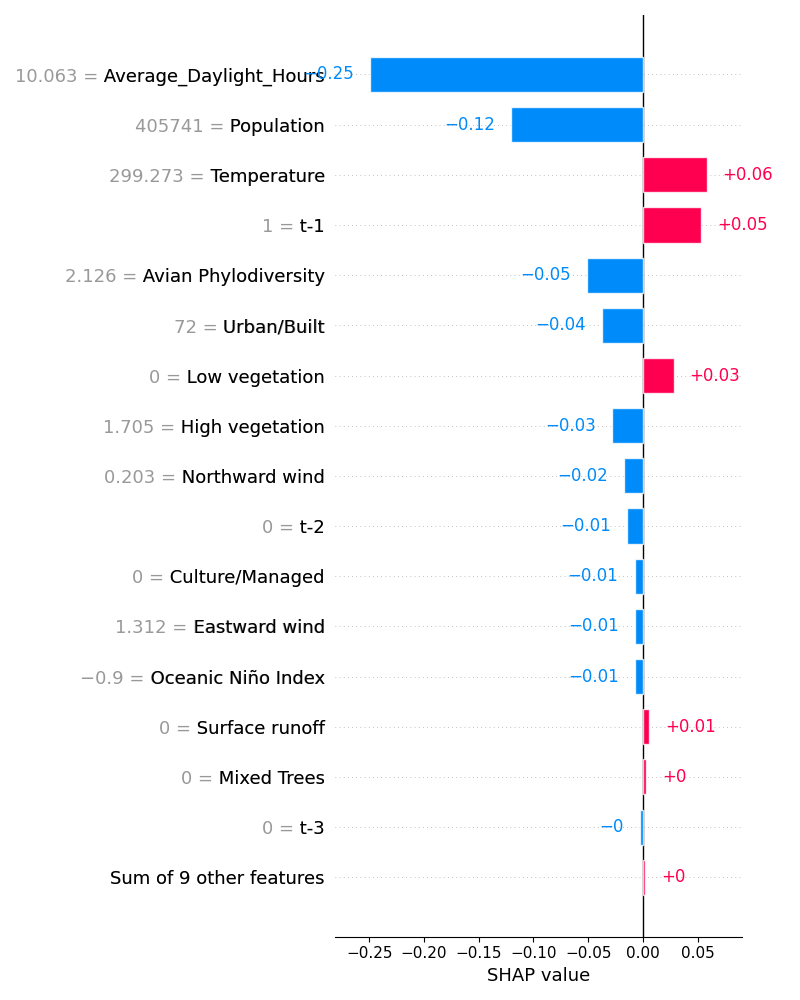 10.063 = Average_Daylight_Hours −0.25
405741 = Population −0.12
299.273 = Temperature +0.06
1 = t-1 +0.05
2.126 = Avian Phylodiversity −0.05
72 = Urban/Built −0.04
0 = Low vegetation +0.03
1.705 = High vegetation −0.03
0.203 = Northward wind −0.02
0 = t-2 −0.01
0 = Culture/Managed −0.01
1.312 = Eastward wind −0.01
−0.9 = Oceanic Niño Index −0.01
0 = Surface runoff +0.01
0 = Mixed Trees +0
0 = t-3 −0
Sum of 9 other features +0
−0.25 −0.20 −0.15 −0.10 −0.05 0.00 0.05
SHAP value